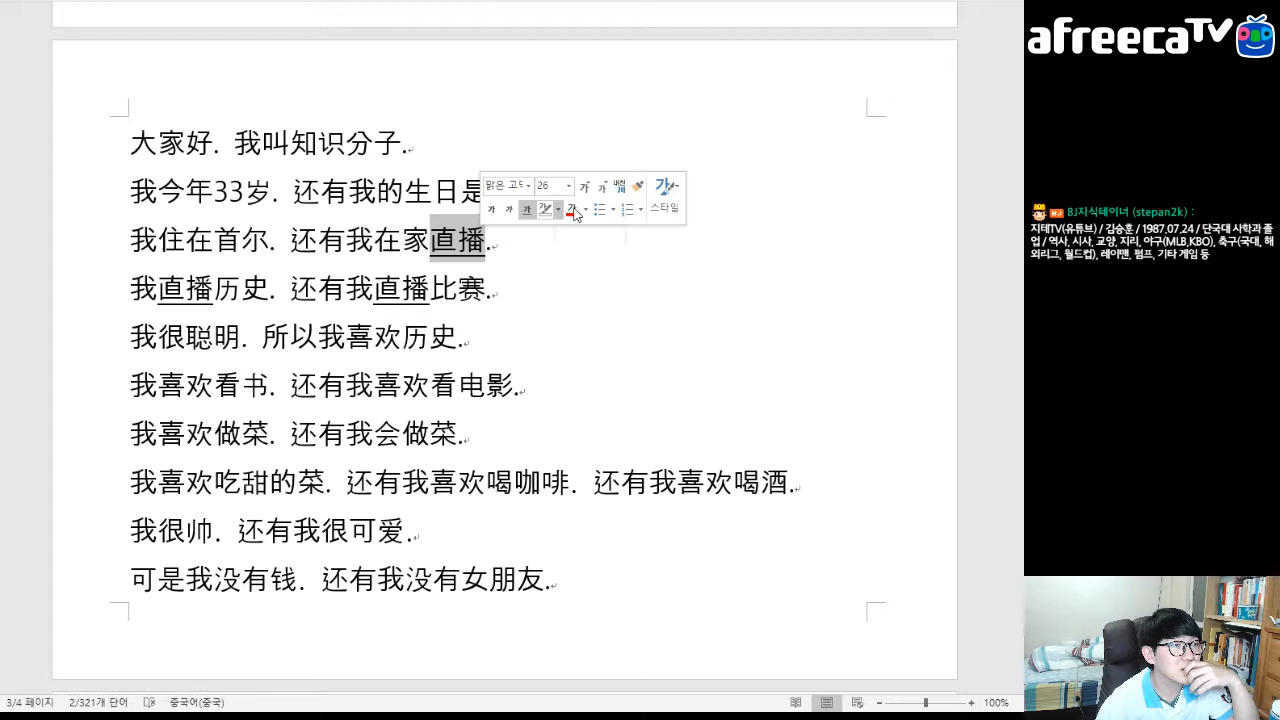 afreecaTV
大家好. 我叫知识分子.
我今年33岁. 还有我的生日是
맑은 고딕 26
스타일
我住在首尔. 还有我在家直播.
我直播历史. 还有我直播比赛.
我很聪明. 所以我喜欢历史.
我喜欢看书. 还有我喜欢看电影.
我喜欢做菜. 还有我会做菜.
我喜欢吃甜的菜. 还有我喜欢喝咖啡. 还有我喜欢喝酒.
我很帅. 还有我很可爱.
可是我没有钱. 还有我没有女朋友.
BJ지식테이너 (stepan2k) :
지테TV(유튜브) / 김승훈 / 1987.07.24 / 단국대 사학과 졸
업 / 역사, 시사, 교양, 지리, 야구(MLB,KBO), 축구(국대, 해
외리그, 월드컵), 레이맨, 펌프, 기타 게임 등
3/4 페이지 2/321개 단어 중국어(중국) 100%